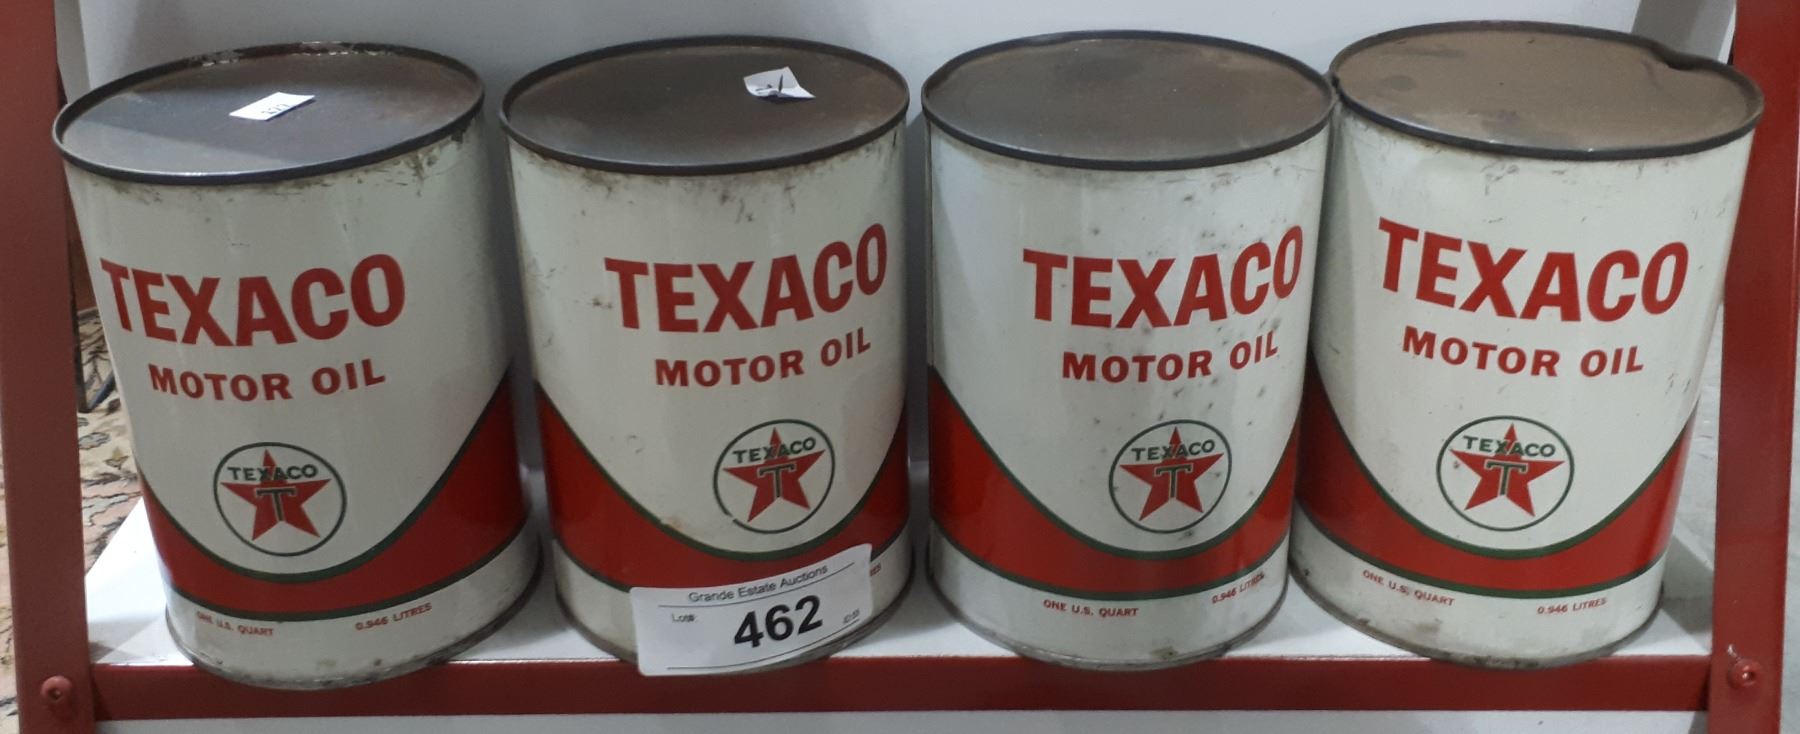 TEXACO
MOTOR OIL
TEXACO
T
ONE U.S. QUART
0.946 LITRES
TEXACO
MOTOR OIL
TEXACO
T
Grande Estate Auctions
Lot#:
462
TEXACO
MOTOR OIL
TEXACO
T
ONE U.S. QUART
0.946 LITRES
TEXACO
MOTOR OIL
TEXACO
T
ONE U.S. QUART
0.946 LITRES